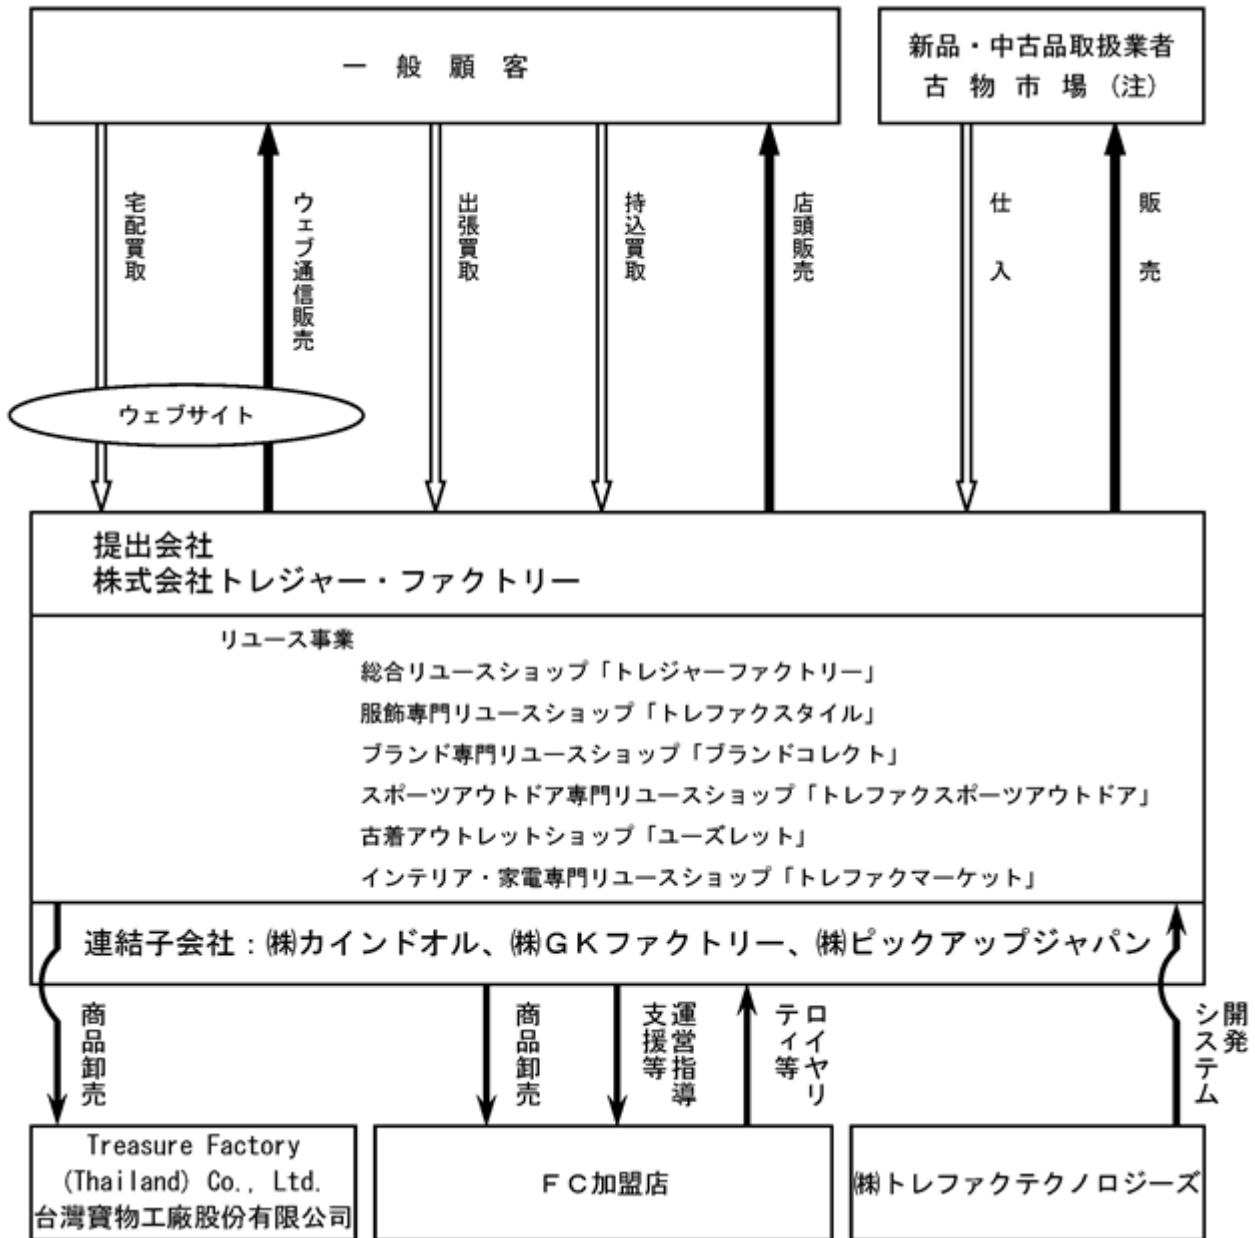 一般顧客
新品・中古品取扱業者
古物市場(注)
宅配買取
ウェブ通信販売
出張買取
持込買取
店頭販売
仕入
販売
ウェブサイト
提出会社
株式会社トレジャー・ファクトリー
リユース事業
総合リユースショップ「トレジャーファクトリー」
服飾専門リユースショップ「トレファクスタイル」
ブランド専門リユースショップ「ブランドコレクト」
スポーツアウトドア専門リユースショップ「トレファクスポーツアウトドア」
古着アウトレットショップ「ユーズレット」
インテリア・家電専門リユースショップ「トレファクマーケット」
連結子会社:㈱カインドオル、㈱GKファクトリー、㈱ピックアップジャパン
商品卸売
商品卸売
運営指導
支援等
ロイヤリ
ティ等
開発
システム
Treasure Factory
(Thailand) Co., Ltd.
台灣寶物工廠股份有限公司
FC加盟店
㈱トレファクテクノロジーズ